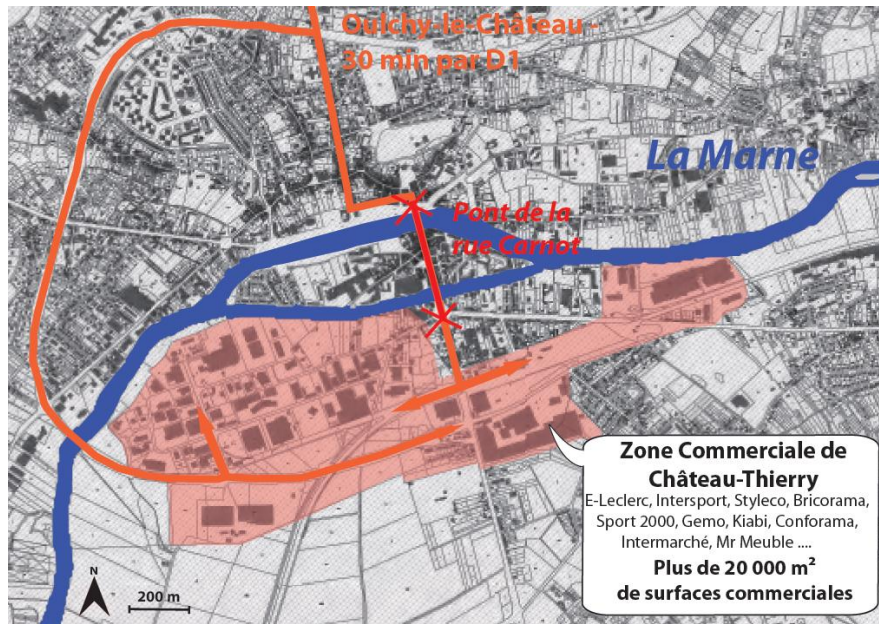 Oulchy-le-Château -
30 min par D1
La Marne
Pont de la
rue Carnot
Zone Commerciale de
Château-Thierry
E-Leclerc, Intersport, Styleco, Bricorama,
Sport 2000, Gemo, Kiabi, Conforama,
Intermarché, Mr Meuble ....
Plus de 20 000 m²
de surfaces commerciales
N
200 m